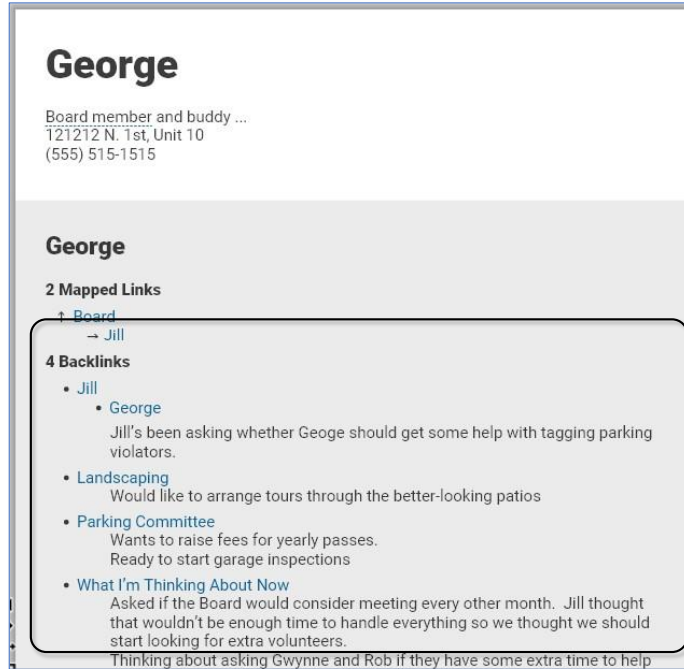 George
Board member and buddy ...
121212 N. 1st, Unit 10
(555) 515-1515
George
2 Mapped Links
↑ Board
→ Jill
4 Backlinks
• Jill
• George
Jill's been asking whether Geoge should get some help with tagging parking
violators.
• Landscaping
Would like to arrange tours through the better-looking patios
• Parking Committee
Wants to raise fees for yearly passes.
Ready to start garage inspections
• What I'm Thinking About Now
Asked if the Board would consider meeting every other month.  Jill thought
that wouldn't be enough time to handle everything so we thought we should
start looking for extra volunteers.
Thinking about asking Gwynne and Rob if they have some extra time to help